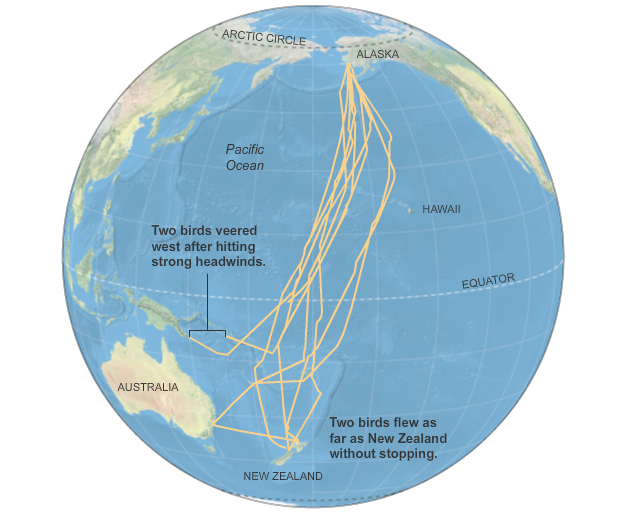 ARCTIC CIRCLE
ALASKA
Pacific
Ocean
HAWAII
Two birds veered
west after hitting
strong headwinds.
EQUATOR
AUSTRALIA
Two birds flew as
far as New Zealand
without stopping.
NEW ZEALAND